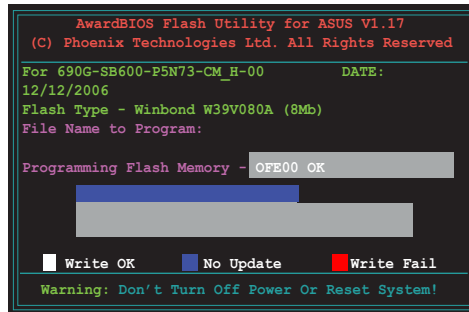 AwardBIOS Flash Utility for ASUS V1.17
(C) Phoenix Technologies Ltd. All Rights Reserved
For 690G-SB600-P5N73-CM_H-00 DATE:
12/12/2006
Flash Type - Winbond W39V080A (8Mb)
File Name to Program:
Programming Flash Memory - OFE00 OK
Write OK No Update Write Fail
Warning: Don't Turn Off Power Or Reset System!